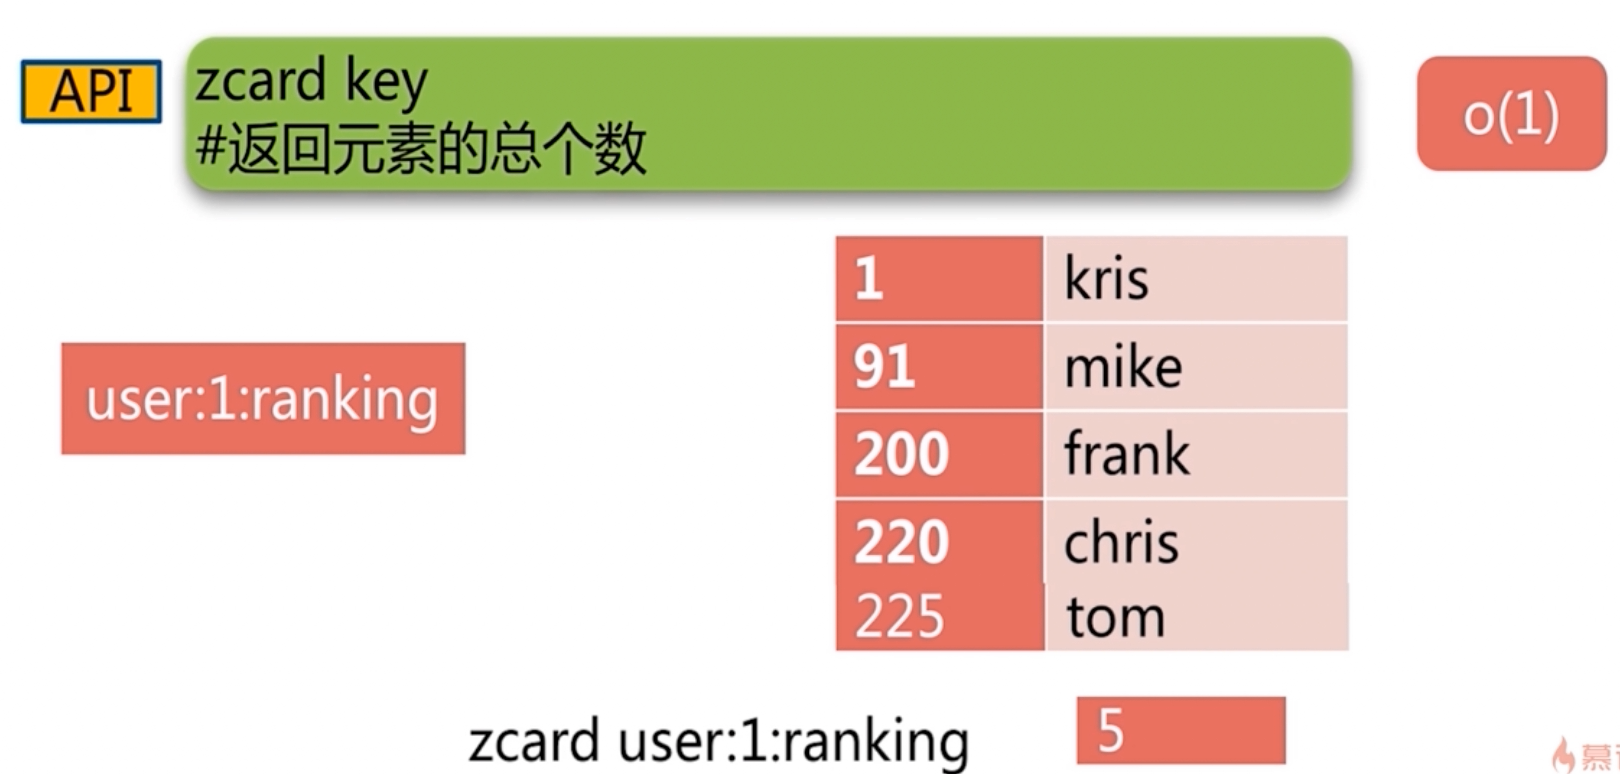 API
zcard key
#返回元素的总个数
o(1)
user:1:ranking
1 kris
91 mike
200 frank
220 chris
225 tom
zcard user:1:ranking
5
慕